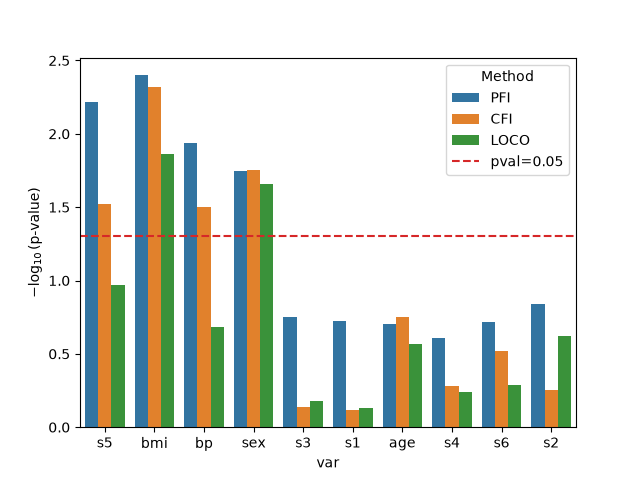 2.5
2.0
1.5
1.0
0.5
0.0
−log10(p-value)
Method
PFI
CFI
LOCO
pval=0.05
s5 bmi bp sex s3 s1 age s4 s6 s2
var